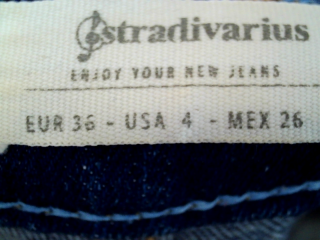 stradivarius
ENJOY YOUR NEW JEANS
EUR 36 - USA 4 - MEX 26